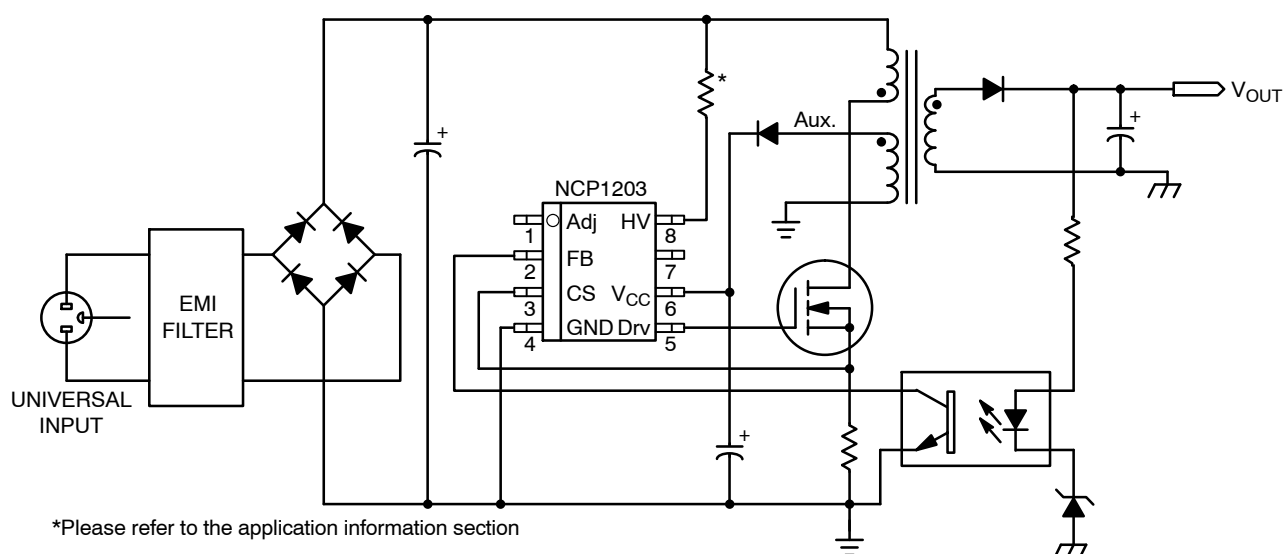 *
+
V_OUT
+
Aux.
+
NCP1203
Adj
HV
1
8
FB
2
7
CS
V_CC
3
6
GND
Drv
4
5
EMI
FILTER
UNIVERSAL
INPUT
+
*Please refer to the application information section